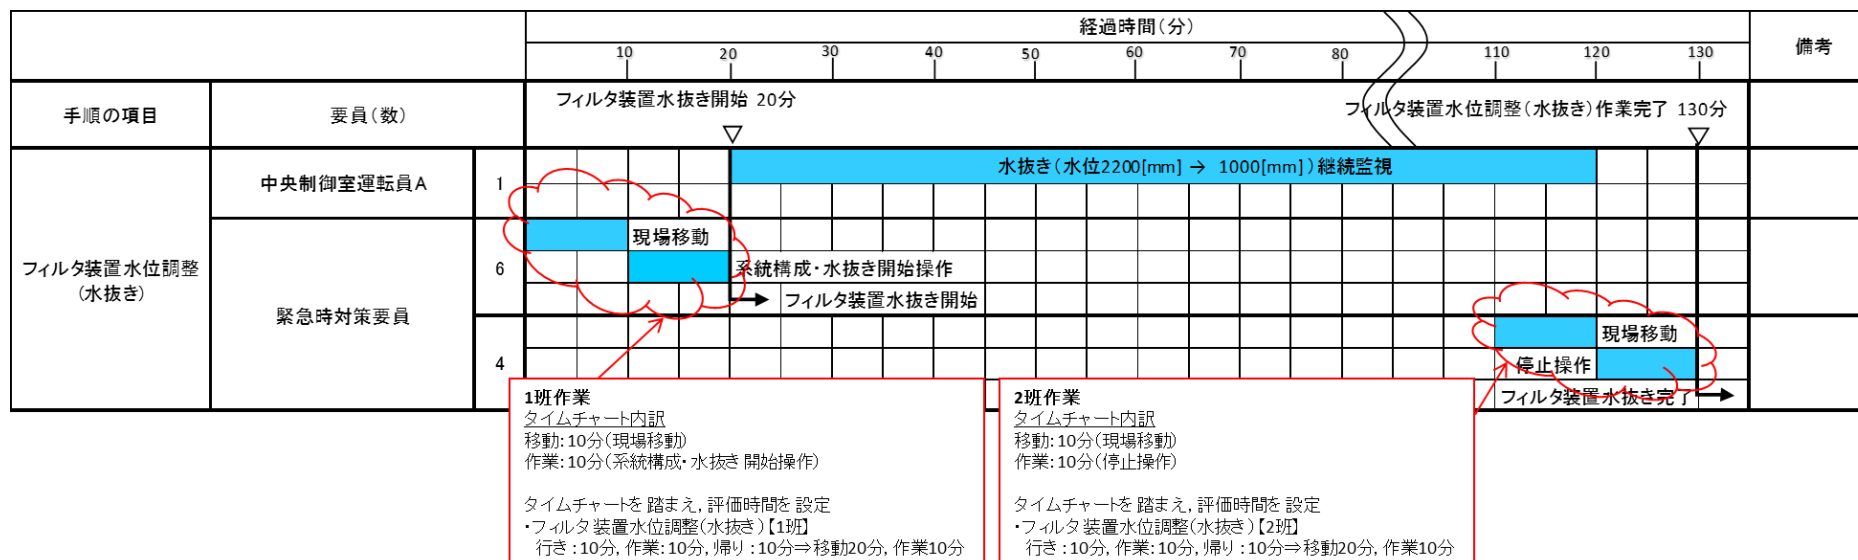 経過時間(分)
備考
10 20 30 40 50 60 70 80 110 120 130
手順の項目
要員(数)
フィルタ装置水抜き開始 20分
フィルタ装置水位調整(水抜き)作業完了 130分
フィルタ装置水位調整
(水抜き)
中央制御室運転員A
1
水抜き(水位2200[mm] → 1000[mm])継続監視
緊急時対策要員
6
現場移動
系統構成・水抜き開始操作
フィルタ装置水抜き開始
4
現場移動
停止操作
フィルタ装置水抜き完了
1班作業
タイムチャート内訳
移動:10分(現場移動)
作業:10分(系統構成・水抜き開始操作)
タイムチャートを踏まえ,評価時間を設定
・フィルタ装置水位調整(水抜き)【1班】
行き:10分,作業:10分,帰り:10分⇒移動20分,作業10分
2班作業
タイムチャート内訳
移動:10分(現場移動)
作業:10分(停止操作)
タイムチャートを踏まえ,評価時間を設定
・フィルタ装置水位調整(水抜き)【2班】
行き:10分,作業:10分,帰り:10分⇒移動20分,作業10分